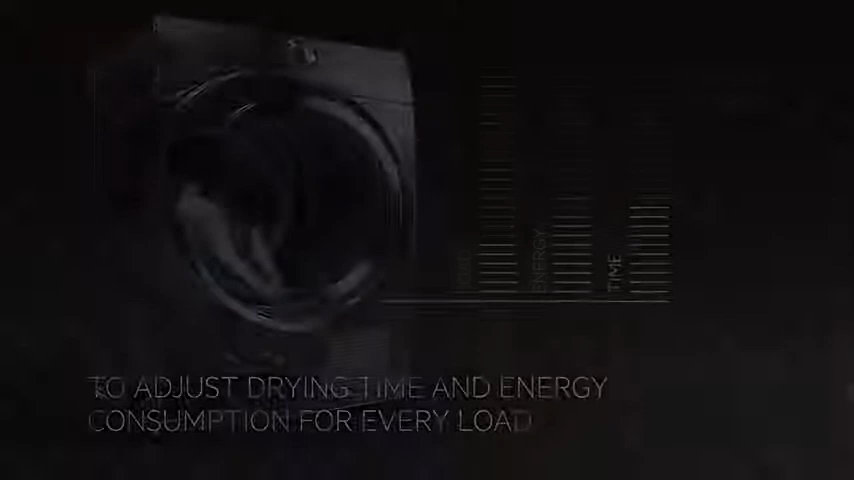 ENERGY
TIME
TO ADJUST DRYING TIME AND ENERGY
CONSUMPTION FOR EVERY LOAD